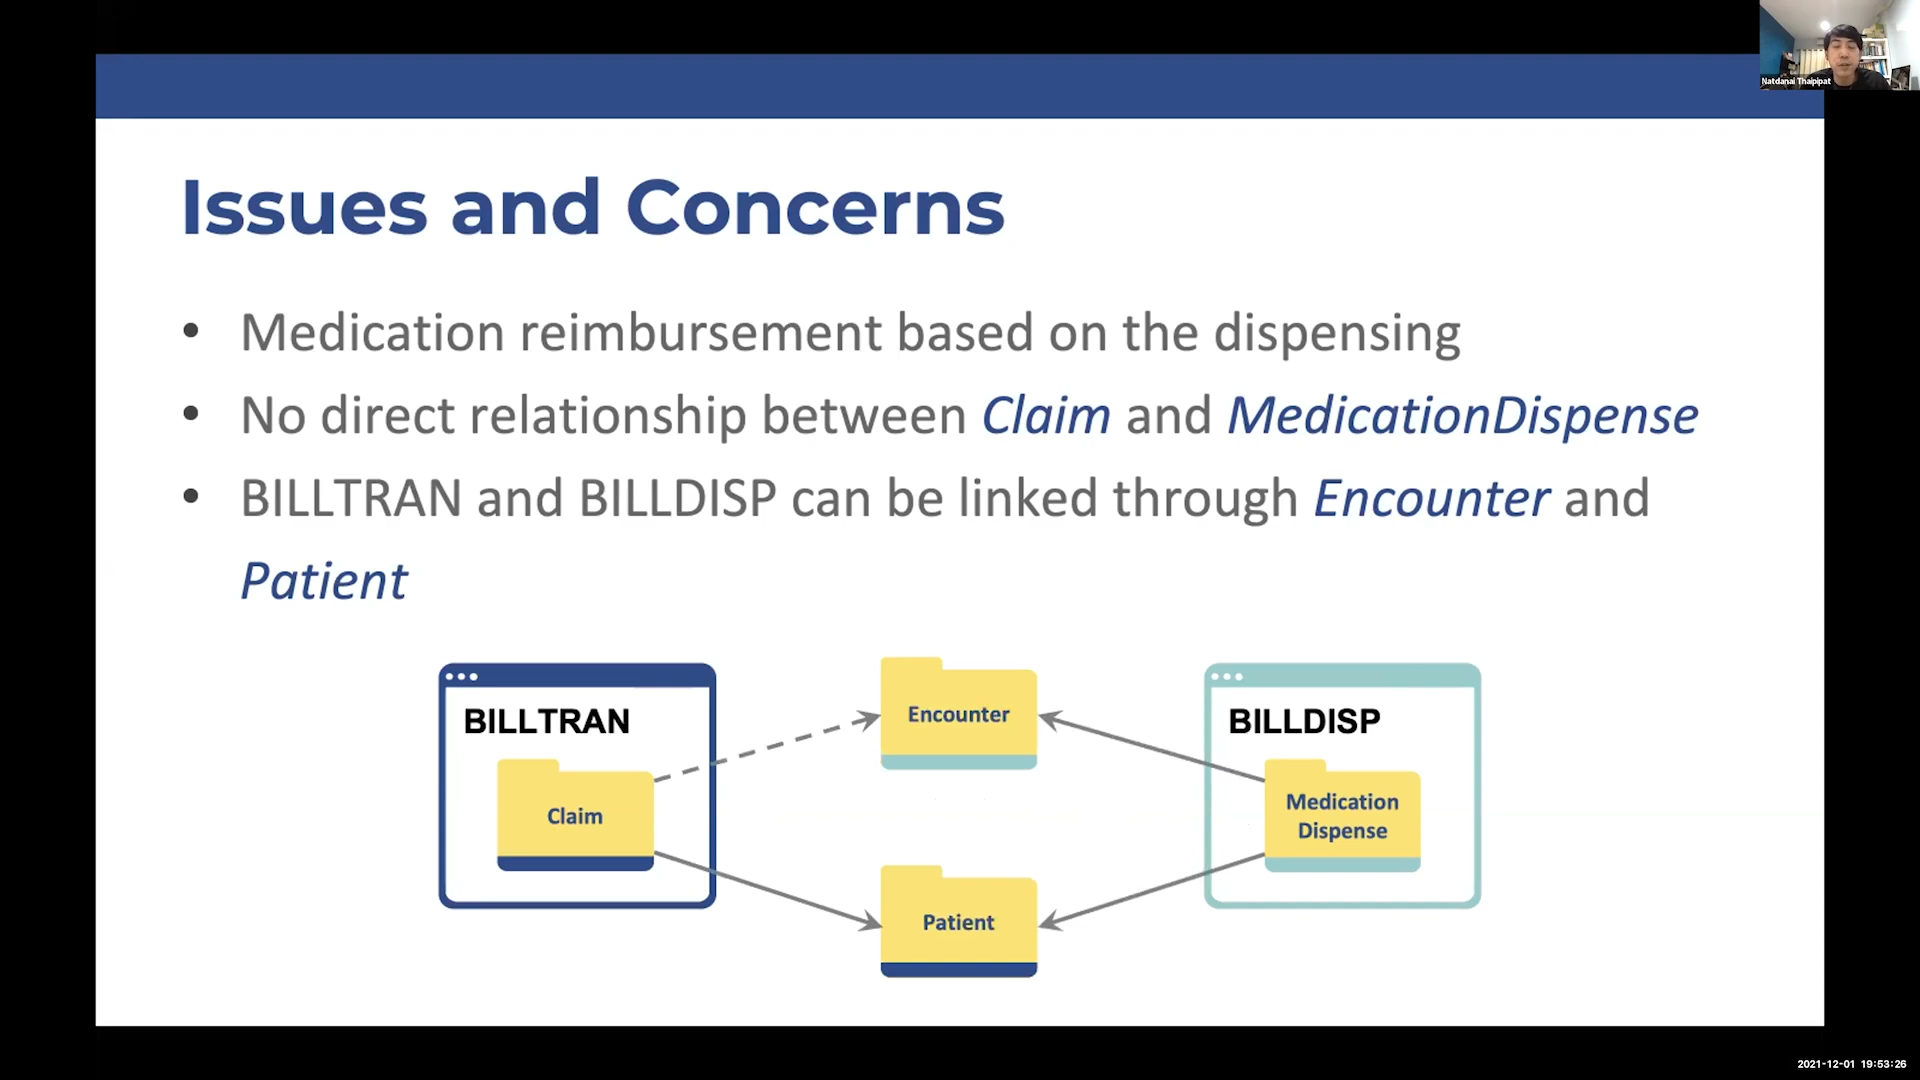 Natdanai Thaipipat
Issues and Concerns
• Medication reimbursement based on the dispensing
• No direct relationship between Claim and MedicationDispense
• BILLTRAN and BILLDISP can be linked through Encounter and
Patient
BILLTRAN
Claim
Encounter
Patient
BILLDISP
Medication
Dispense
2021-12-01 19:53:26